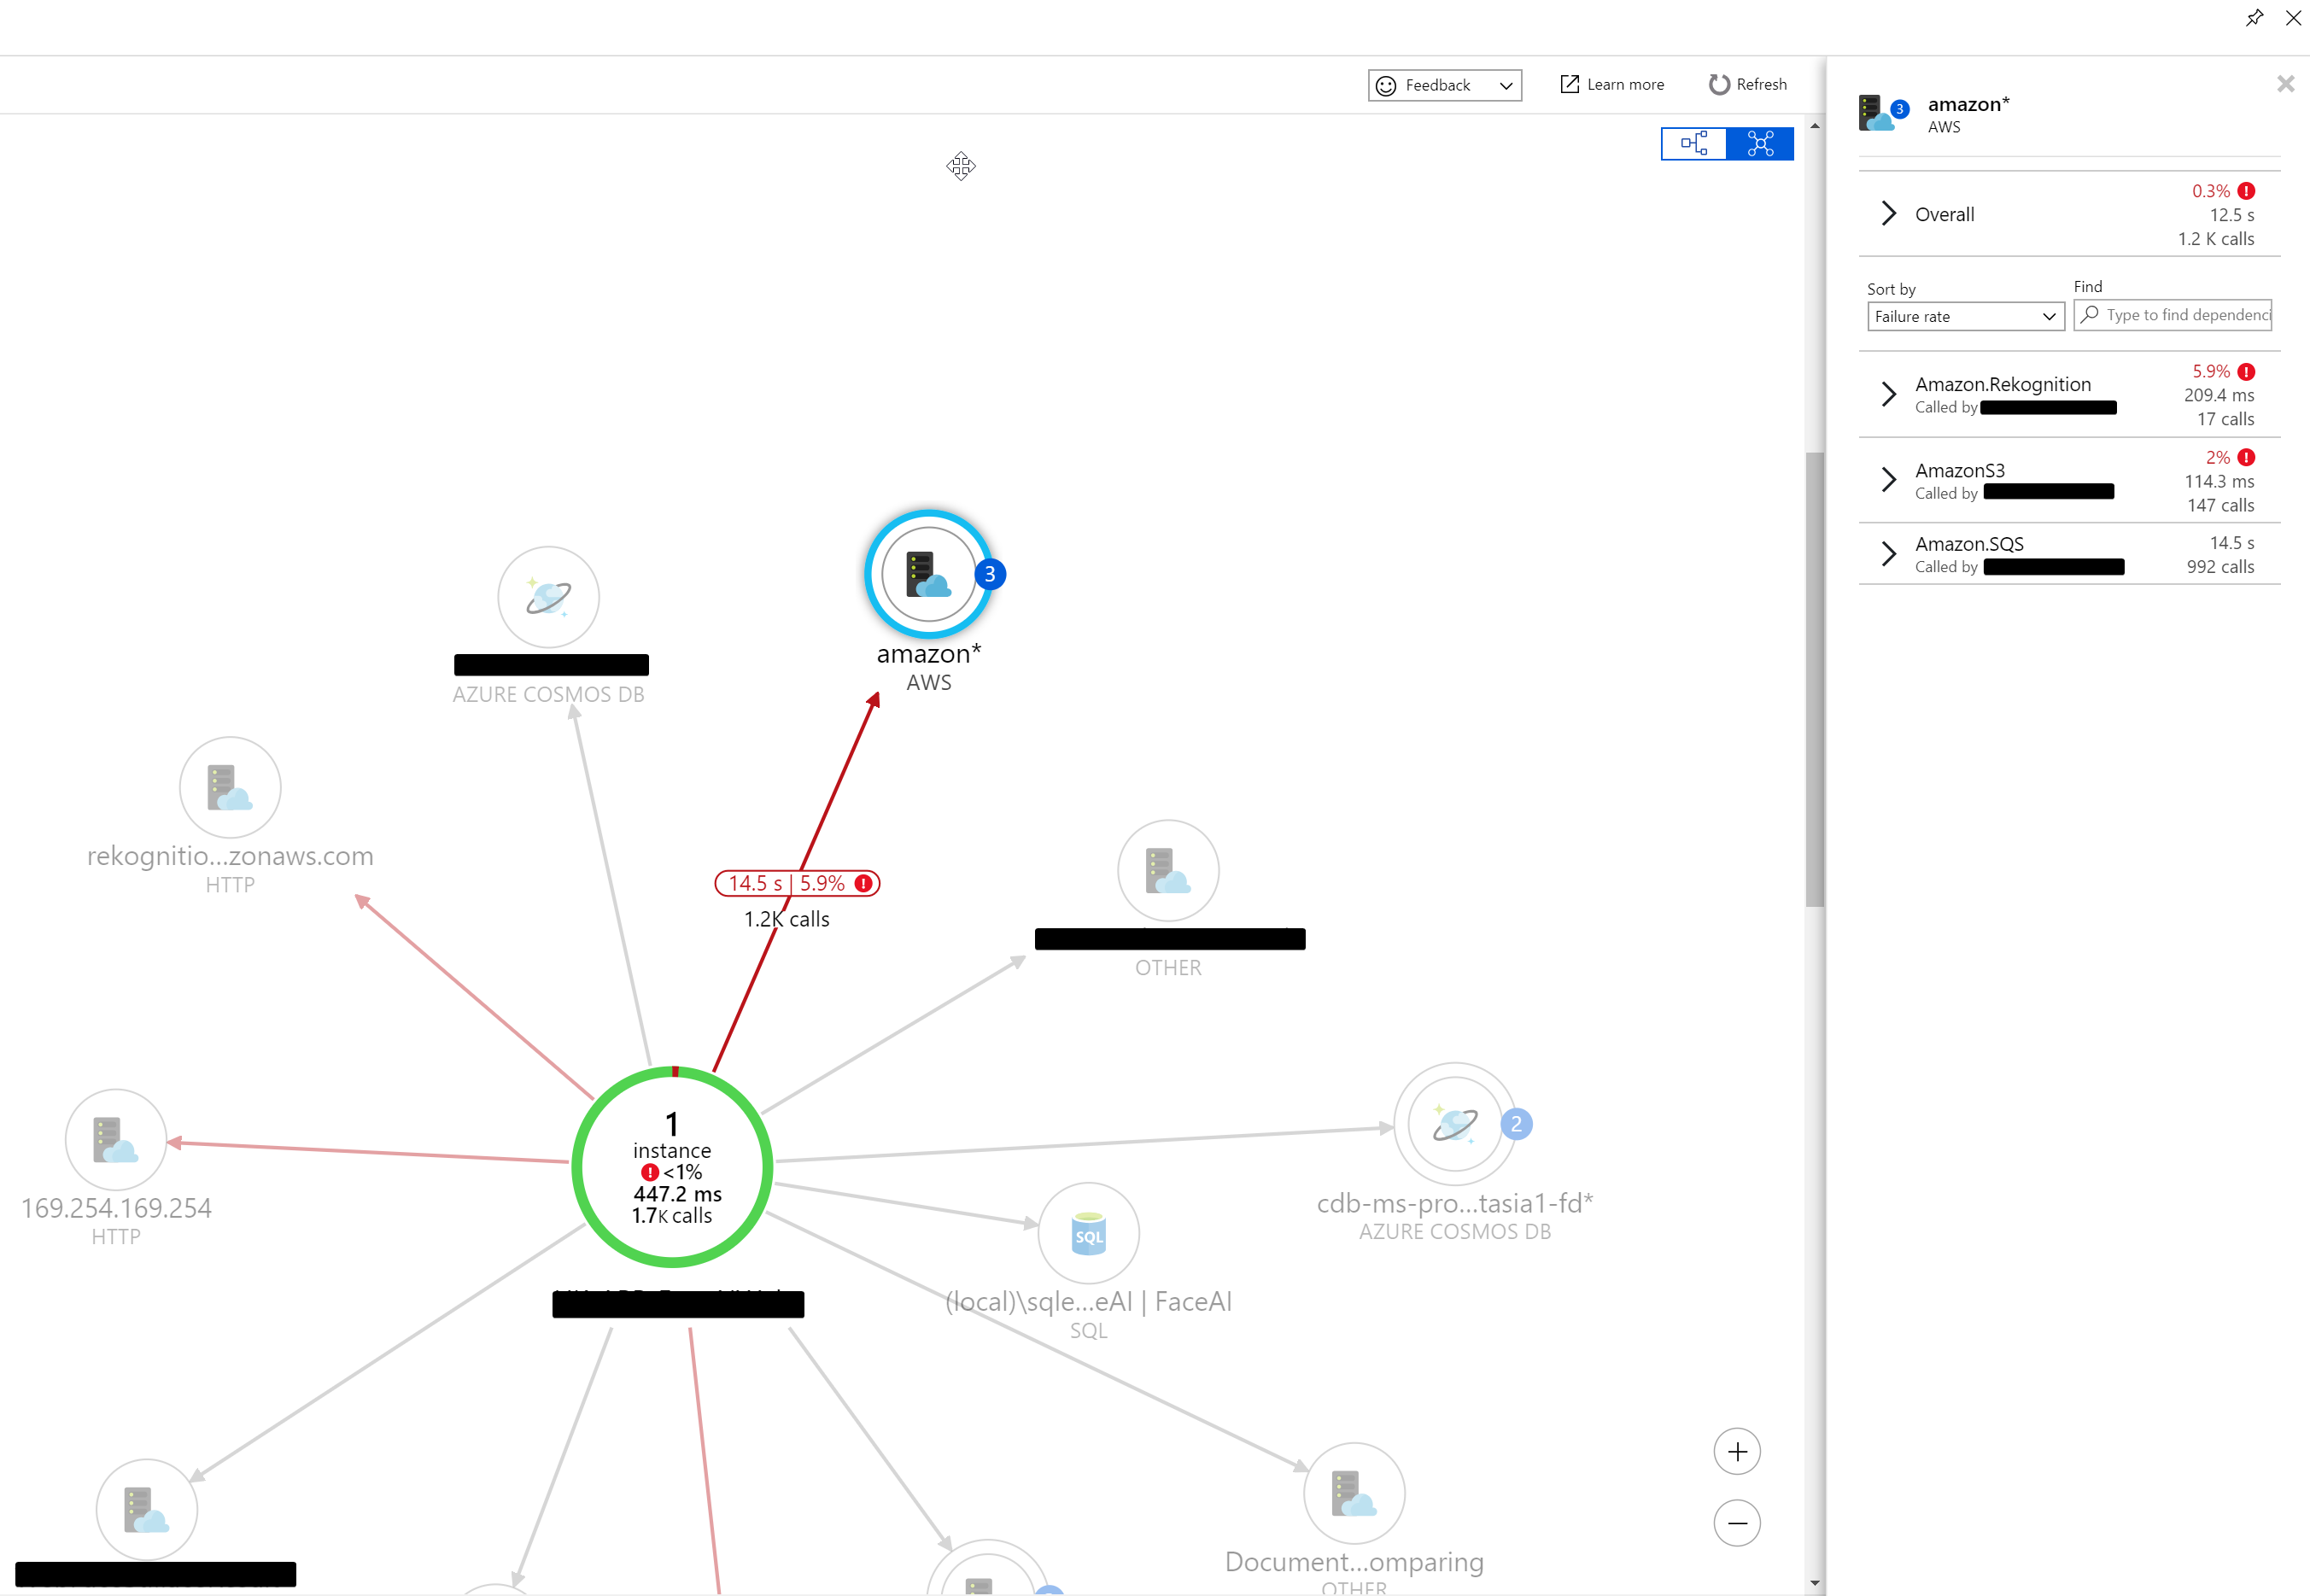 Feedback
Learn more
Refresh
3
amazon*
AWS
Overall
0.3%
12.5 s
1.2 K calls
Sort by
Find
Failure rate
Type to find dependenci
Amazon.Rekognition
Called by
5.9%
209.4 ms
17 calls
AmazonS3
Called by
2%
114.3 ms
147 calls
Amazon.SQS
Called by
14.5 s
992 calls
3
amazon*
AWS
AZURE COSMOS DB
rekognitio...zonaws.com
HTTP
14.5 s | 5.9%
1.2K calls
OTHER
169.254.169.254
HTTP
1
instance
<1%
447.2 ms
1.7K calls
2
cdb-ms-pro...tasia1-fd*
AZURE COSMOS DB
SQL
(local)\sqle...eAI | FaceAI
SQL
Document...omparing
OTHER